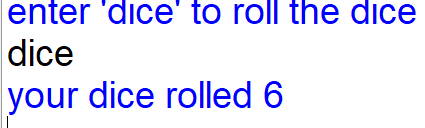 enter 'dice' to roll the dice
dice
your dice rolled 6